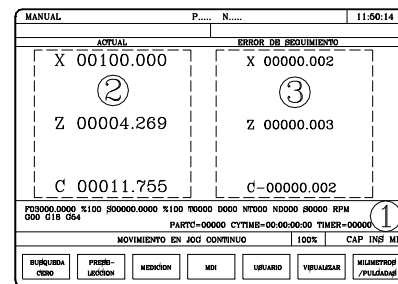 MANUAL P..... N..... 11:50:14
ACTUAL ERROR DE SEGUIMIENTO
X 00100.000 X 00000.002
2 3
Z 00004.269 Z 00000.003
C 00011.755 C-00000.002
F03000.0000 %100 S00000.0000 %100 T0000 D000 NT000 ND000 S0000 RPM
G00 G18 G54
PARTC=00000 CYTIME=00:00:00:00 TIMER=00000
1
MOVIMIENTO EN JOG CONTINUO 100% CAP INS MM
BUSQUEDA CERO PRESE-LECCION MEDICION MDI USUARIO VISUALIZAR MILIMETROS /PULGADAS